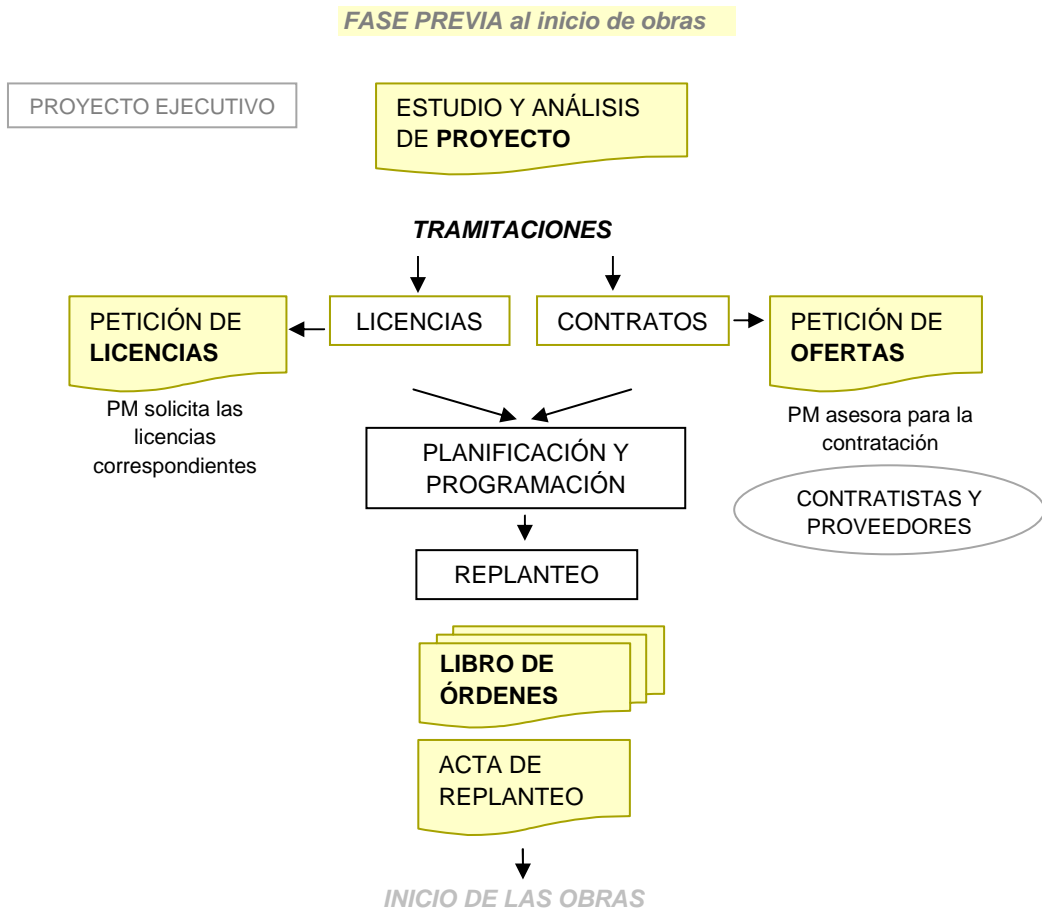 FASE PREVIA al inicio de obras
PROYECTO EJECUTIVO
ESTUDIO Y ANÁLISIS
DE PROYECTO
TRAMITACIONES
PETICIÓN DE
LICENCIAS
LICENCIAS
CONTRATOS
PETICIÓN DE
OFERTAS
PM solicita las
licencias
correspondientes
PM asesora para la
contratación
PLANIFICACIÓN Y
PROGRAMACIÓN
CONTRATISTAS Y
PROVEEDORES
REPLANTEO
LIBRO DE
ÓRDENES
ACTA DE
REPLANTEO
INICIO DE LAS OBRAS